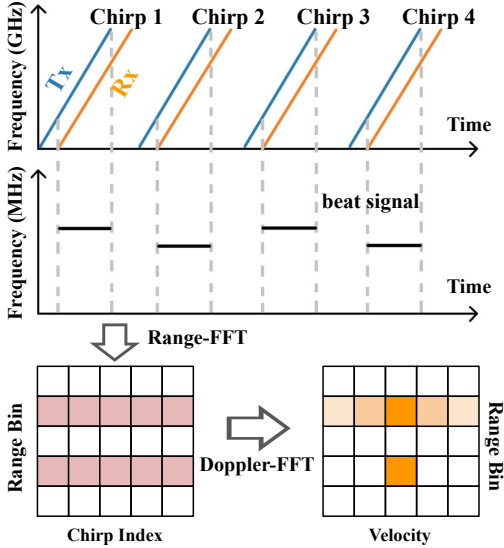 Chirp 1 Chirp 2 Chirp 3 Chirp 4
Frequency (GHz)
Tx
Rx
Time
Frequency (MHz)
beat signal
Time
Range-FFT
Range Bin
Doppler-FFT
Range Bin
Chirp Index
Velocity